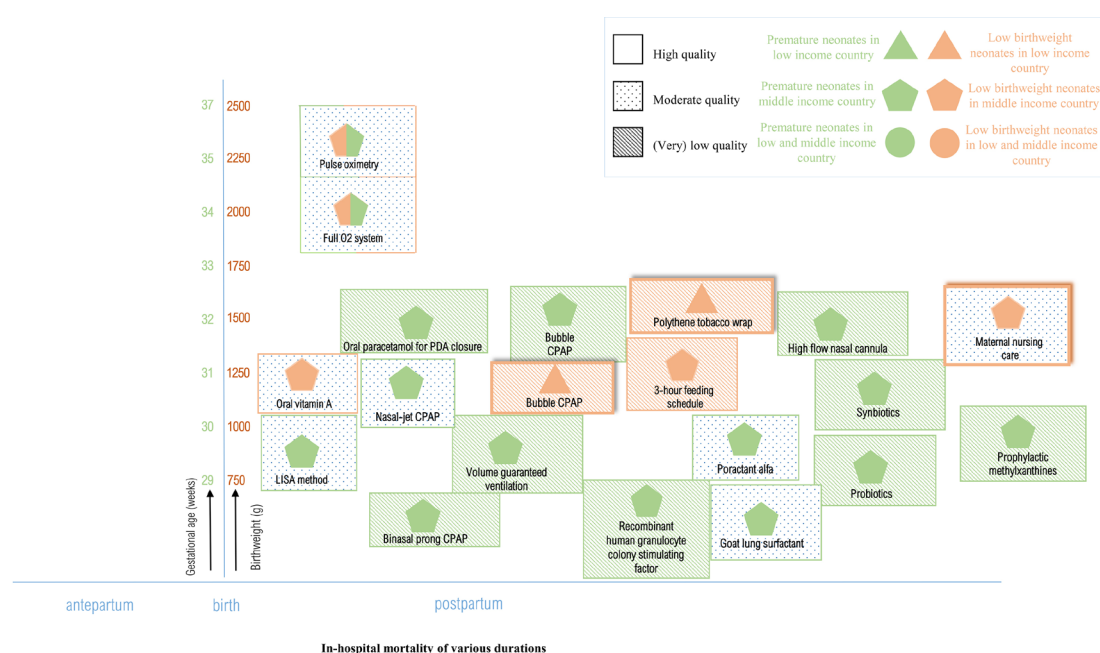 High quality
Moderate quality
(Very) low quality
Premature neonates in
low income country
Low birthweight
neonates in low income
country
Premature neonates in
middle income country
Low birthweight neonates
in middle income country
Premature neonates in
low and middle income
country
Low birthweight neonates
in low and middle income
country
37
35
34
33
32
31
30
29
2500
2250
2000
1750
1500
1250
1000
750
Gestational age (weeks)
Birthweight (g)
Pulse oximetry
Full O2 system
Oral paracetamol for PDA closure
Bubble
CPAP
Polythene tobacco wrap
High flow nasal cannula
Maternal nursing
care
Oral vitamin A
Nasal-jet CPAP
Bubble CPAP
3-hour feeding
schedule
Synbiotics
LISA method
Volume guaranteed
ventilation
Poractant alfa
Probiotics
Prophylactic
methylxanthines
Binasal prong CPAP
Recombinant
human granulocyte
colony stimulating
factor
Goat lung surfactant
antepartum
birth
postpartum
In-hospital mortality of various durations